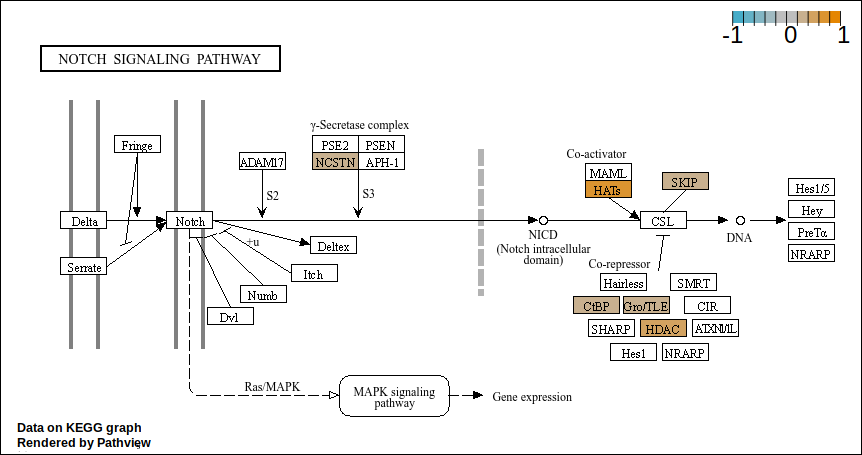 -1 0 1
NOTCH SIGNALING PATHWAY
γ-Secretase complex
Fringe
PSE2 PSEN
NCSTN APH-1
ADAM17
Co-activator
MAML
HATs
SKIP
S2
S3
Hes1/5
Hey
PreTα
NRARP
Delta
Notch
CSL
DNA
NICD
(Notch intracellular
domain)
+u
Deltex
Serrate
Itch
Numb
Dvl
Co-repressor
Hairless SMRT
CtBP Gro/TLE CIR
SHARP HDAC ATXN1/1L
Hes1 NRARP
Ras/MAPK
MAPK signaling
pathway
Gene expression
Data on KEGG graph
Rendered by Pathview